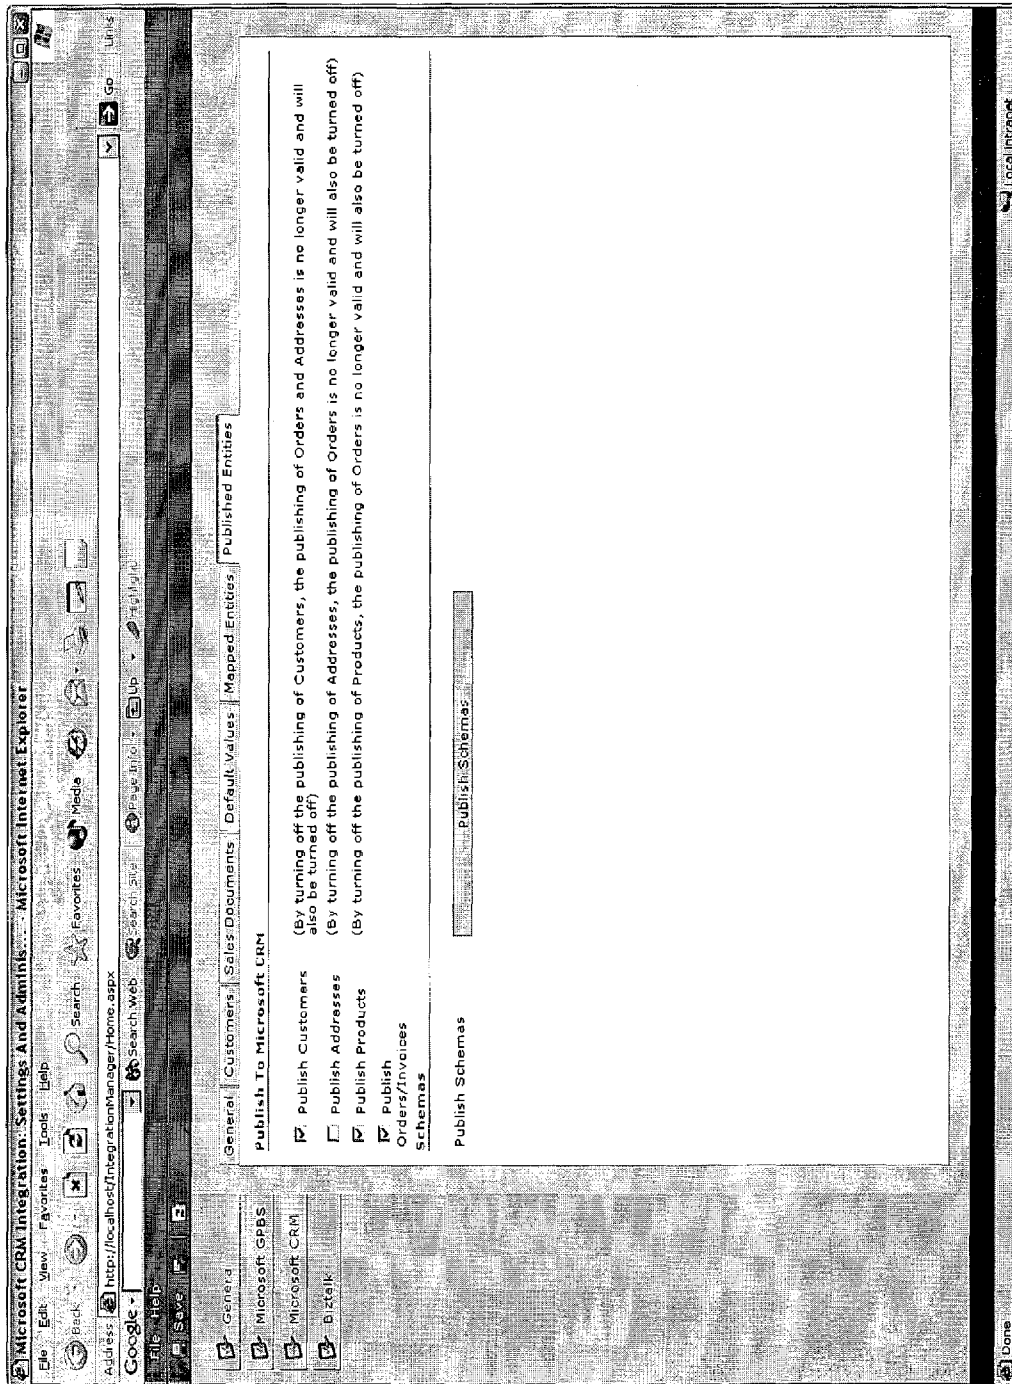 Microsoft CRM Integration: Settings And Adminis... - Microsoft Internet Explorer
File Edit View Favorites Tools Help
Back Search Favorites Media
Address http://localhost/IntegrationManager/Home.aspx Go Links
Google Search Web Search Site Page Info Up Highlight
File Help
Save
General Customers Sales Documents Default Values Mapped Entities Published Entities
Genera
Microsoft GPBS
Microsoft CRM
Biztalk
Publish To Microsoft CRM
Publish Customers (By turning off the publishing of Customers, the publishing of Orders and Addresses is no longer valid and will
also be turned off)
Publish Addresses (By turning off the publishing of Addresses, the publishing of Orders is no longer valid and will also be turned off)
Publish Products (By turning off the publishing of Products, the publishing of Orders is no longer valid and will also be turned off)
Publish
Orders/Invoices
Schemas
Publish Schemas Publish Schemas
Done Local intranet